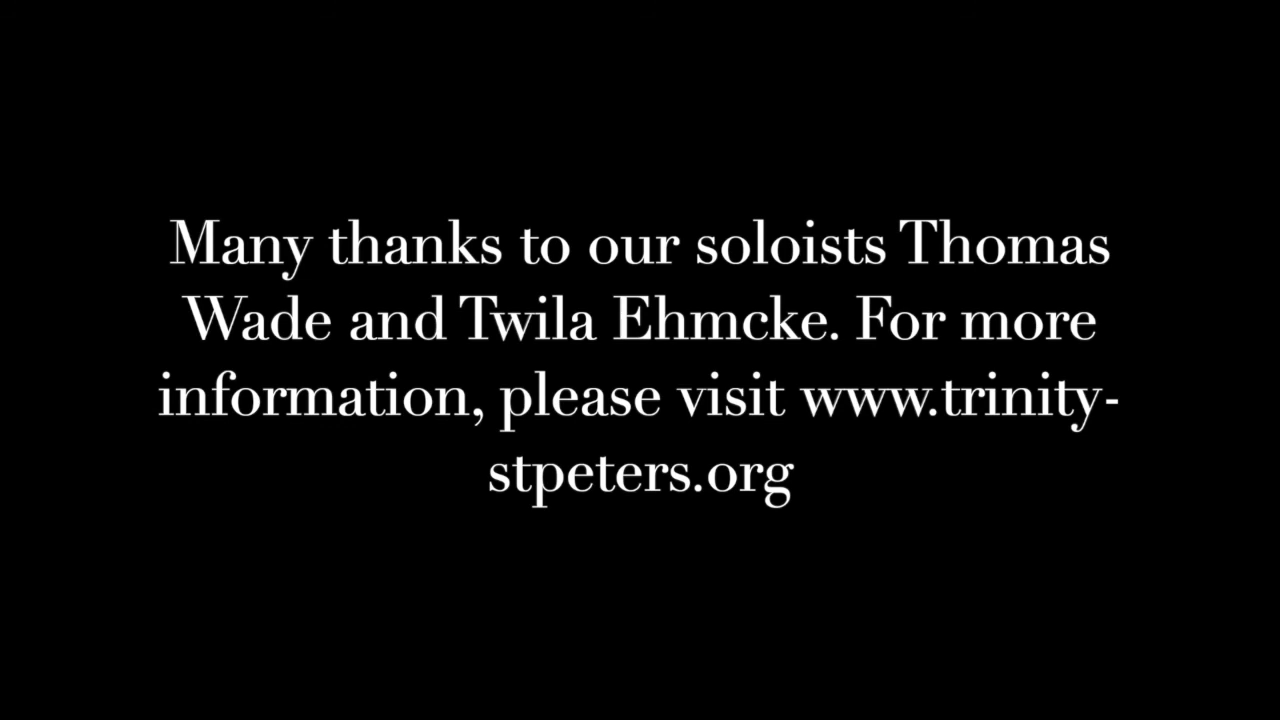 Many thanks to our soloists Thomas
Wade and Twila Ehmcke. For more
information, please visit www.trinity-
stpeters.org